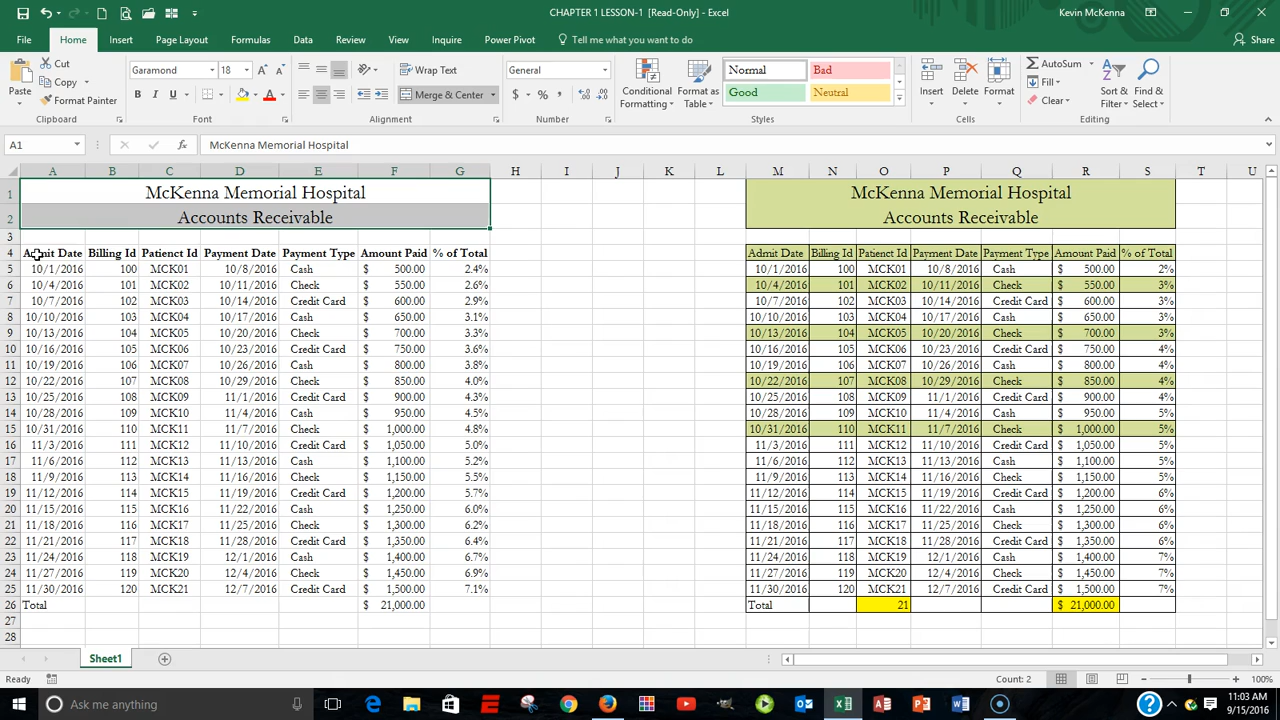 CHAPTER 1 LESSON-1 [Read-Only] - Excel
Kevin McKenna
File Home Insert Page Layout Formulas Data Review View Inquire Power Pivot Tell me what you want to do Share
Paste
Cut
Copy
Format Painter
Clipboard
Garamond 18
B I U
Font
Wrap Text
Merge & Center
Alignment
General
$ % ,
Number
Conditional Formatting
Format as Table
Normal Bad
Good Neutral
Styles
Insert Delete Format
Cells
AutoSum
Fill
Clear
Sort & Filter
Find & Select
Editing
A1 fx McKenna Memorial Hospital
A B C D E F G H I J K L M N O P Q R S T U
1 McKenna Memorial Hospital McKenna Memorial Hospital
2 Accounts Receivable Accounts Receivable
3
4 Admit Date Billing Id Patienct Id Payment Date Payment Type Amount Paid % of Total Admit Date Billing Id Patienct Id Payment Date Payment Type Amount Paid % of Total
5 10/1/2016 100 MCK01 10/8/2016 Cash $ 500.00 2.4% 10/1/2016 100 MCK01 10/8/2016 Cash $ 500.00 2%
6 10/4/2016 101 MCK02 10/11/2016 Check $ 550.00 2.6% 10/4/2016 101 MCK02 10/11/2016 Check $ 550.00 3%
7 10/7/2016 102 MCK03 10/14/2016 Credit Card $ 600.00 2.9% 10/7/2016 102 MCK03 10/14/2016 Credit Card $ 600.00 3%
8 10/10/2016 103 MCK04 10/17/2016 Cash $ 650.00 3.1% 10/10/2016 103 MCK04 10/17/2016 Cash $ 650.00 3%
9 10/13/2016 104 MCK05 10/20/2016 Check $ 700.00 3.3% 10/13/2016 104 MCK05 10/20/2016 Check $ 700.00 3%
10 10/16/2016 105 MCK06 10/23/2016 Credit Card $ 750.00 3.6% 10/16/2016 105 MCK06 10/23/2016 Credit Card $ 750.00 4%
11 10/19/2016 106 MCK07 10/26/2016 Cash $ 800.00 3.8% 10/19/2016 106 MCK07 10/26/2016 Cash $ 800.00 4%
12 10/22/2016 107 MCK08 10/29/2016 Check $ 850.00 4.0% 10/22/2016 107 MCK08 10/29/2016 Check $ 850.00 4%
13 10/25/2016 108 MCK09 11/1/2016 Credit Card $ 900.00 4.3% 10/25/2016 108 MCK09 11/1/2016 Credit Card $ 900.00 4%
14 10/28/2016 109 MCK10 11/4/2016 Cash $ 950.00 4.5% 10/28/2016 109 MCK10 11/4/2016 Cash $ 950.00 5%
15 10/31/2016 110 MCK11 11/7/2016 Check $ 1,000.00 4.8% 10/31/2016 110 MCK11 11/7/2016 Check $ 1,000.00 5%
16 11/3/2016 111 MCK12 11/10/2016 Credit Card $ 1,050.00 5.0% 11/3/2016 111 MCK12 11/10/2016 Credit Card $ 1,050.00 5%
17 11/6/2016 112 MCK13 11/13/2016 Cash $ 1,100.00 5.2% 11/6/2016 112 MCK13 11/13/2016 Cash $ 1,100.00 5%
18 11/9/2016 113 MCK14 11/16/2016 Check $ 1,150.00 5.5% 11/9/2016 113 MCK14 11/16/2016 Check $ 1,150.00 5%
19 11/12/2016 114 MCK15 11/19/2016 Credit Card $ 1,200.00 5.7% 11/12/2016 114 MCK15 11/19/2016 Credit Card $ 1,200.00 6%
20 11/15/2016 115 MCK16 11/22/2016 Cash $ 1,250.00 6.0% 11/15/2016 115 MCK16 11/22/2016 Cash $ 1,250.00 6%
21 11/18/2016 116 MCK17 11/25/2016 Check $ 1,300.00 6.2% 11/18/2016 116 MCK17 11/25/2016 Check $ 1,300.00 6%
22 11/21/2016 117 MCK18 11/28/2016 Credit Card $ 1,350.00 6.4% 11/21/2016 117 MCK18 11/28/2016 Credit Card $ 1,350.00 6%
23 11/24/2016 118 MCK19 12/1/2016 Cash $ 1,400.00 6.7% 11/24/2016 118 MCK19 12/1/2016 Cash $ 1,400.00 7%
24 11/27/2016 119 MCK20 12/4/2016 Check $ 1,450.00 6.9% 11/27/2016 119 MCK20 12/4/2016 Check $ 1,450.00 7%
25 11/30/2016 120 MCK21 12/7/2016 Credit Card $ 1,500.00 7.1% 11/30/2016 120 MCK21 12/7/2016 Credit Card $ 1,500.00 7%
26 Total $ 21,000.00 Total 21 $ 21,000.00
27
28
Sheet1
Ready Count: 2 100%
Ask me anything
11:03 AM
9/15/2016